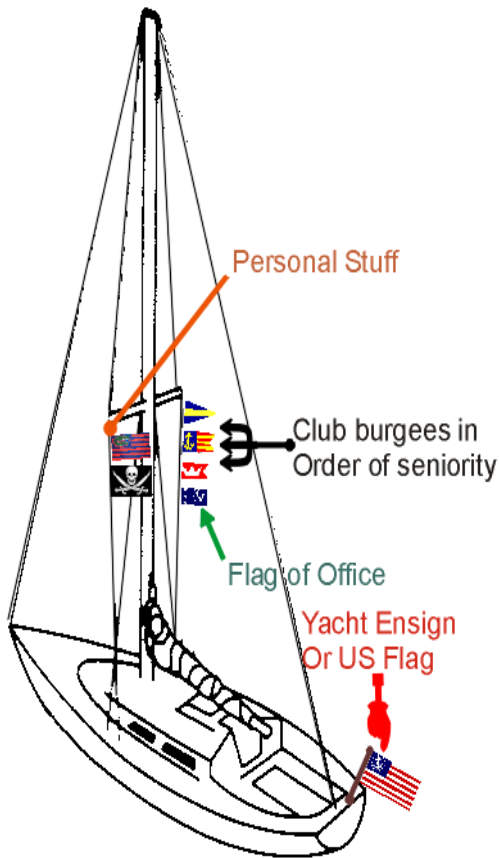 Personal Stuff
Club burgees in
Order of seniority
Flag of Office
Yacht Ensign
Or US Flag